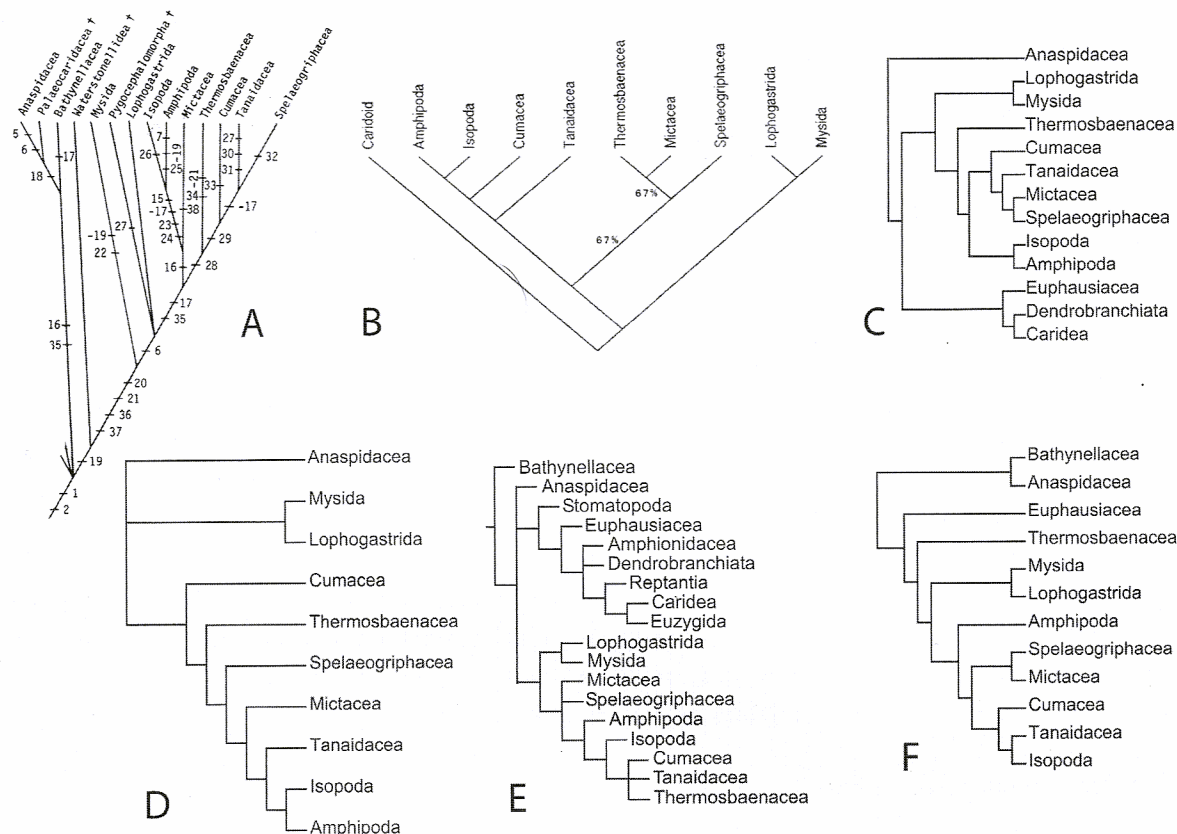 Anaspidacea †
Palaeocaridacea †
Bathynellacea
Waterstonellidea †
Mysida
Pygocephalomorpha †
Lophogastrida
Isopoda
Amphipoda
Mictacea
Thermosbaenacea
Cumacea
Tanaidacea
Spelaeogriphacea
5
6
18
17
7
26
-19
25
15
-17
23
24
38
34
-21
33
27
30
31
32
-17
29
28
16
17
35
-19
22
27
16
35
6
20
21
36
37
19
1
2
A
Caridoid
Amphipoda
Isopoda
Cumacea
Tanaidacea
Thermosbaenacea
Mictacea
Spelaeogriphacea
Lophogastrida
Mysida
67%
67%
B
Anaspidacea
Lophogastrida
Mysida
Thermosbaenacea
Cumacea
Tanaidacea
Mictacea
Spelaeogriphacea
Isopoda
Amphipoda
Euphausiacea
Dendrobranchiata
Caridea
C
Anaspidacea
Mysida
Lophogastrida
Cumacea
Thermosbaenacea
Spelaeogriphacea
Mictacea
Tanaidacea
Isopoda
Amphipoda
D
Bathynellacea
Anaspidacea
Stomatopoda
Euphausiacea
Amphionidacea
Dendrobranchiata
Reptantia
Caridea
Euzygida
Lophogastrida
Mysida
Mictacea
Spelaeogriphacea
Amphipoda
Isopoda
Cumacea
Tanaidacea
Thermosbaenacea
E
Bathynellacea
Anaspidacea
Euphausiacea
Thermosbaenacea
Mysida
Lophogastrida
Amphipoda
Spelaeogriphacea
Mictacea
Cumacea
Tanaidacea
Isopoda
F